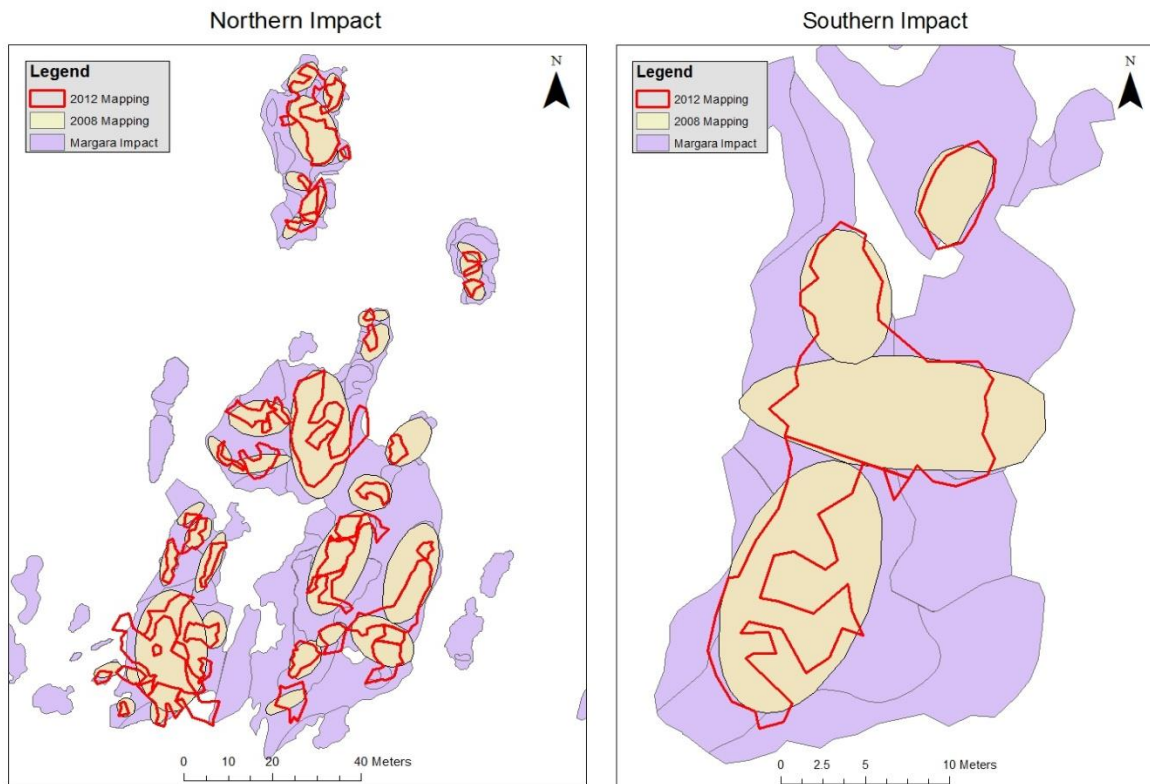 Northern Impact
Legend
2012 Mapping
2008 Mapping
Margara Impact
N
0 10 20 40 Meters
Southern Impact
Legend
2012 Mapping
2008 Mapping
Margara Impact
N
0 2.5 5 10 Meters